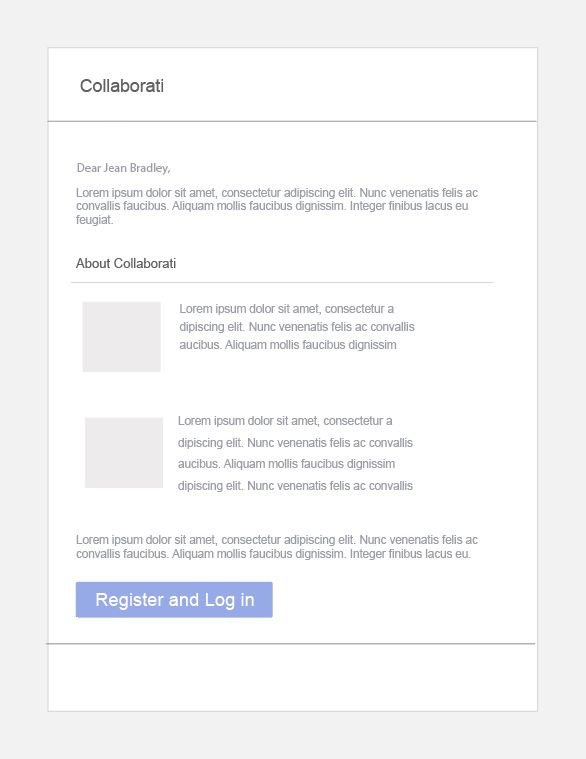 Collaborati
Dear Jean Bradley,
Lorem ipsum dolor sit amet, consectetur adipiscing elit. Nunc venenatis felis ac
convallis faucibus. Aliquam mollis faucibus dignissim. Integer finibus lacus eu
feugiat.
About Collaborati
Lorem ipsum dolor sit amet, consectetur a
dipiscing elit. Nunc venenatis felis ac convallis
aucibus. Aliquam mollis faucibus dignissim
Lorem ipsum dolor sit amet, consectetur a
dipiscing elit. Nunc venenatis felis ac convallis
aucibus. Aliquam mollis faucibus dignissim
dipiscing elit. Nunc venenatis felis ac convallis
Lorem ipsum dolor sit amet, consectetur adipiscing elit. Nunc venenatis felis ac
convallis faucibus. Aliquam mollis faucibus dignissim. Integer finibus lacus eu.
Register and Log in